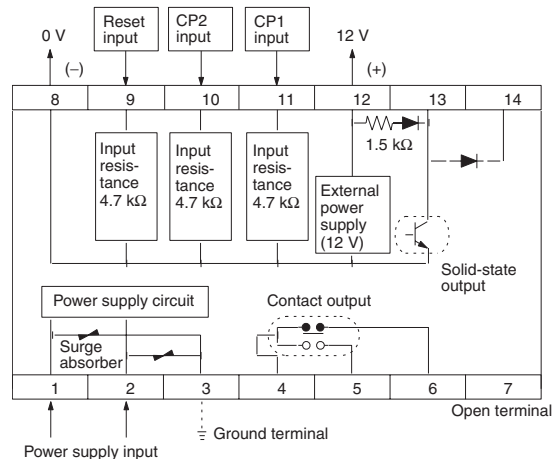 0 V
Reset
input
CP2
input
CP1
input
12 V
(−)
(+)
8 9 10 11 12 13 14
Input
resis-
tance
4.7 kΩ
Input
resis-
tance
4.7 kΩ
Input
resis-
tance
4.7 kΩ
1.5 kΩ
External
power
supply
(12 V)
Solid-state
output
Power supply circuit
Contact output
Surge
absorber
1 2 3 4 5 6 7
Open terminal
Ground terminal
Power supply input